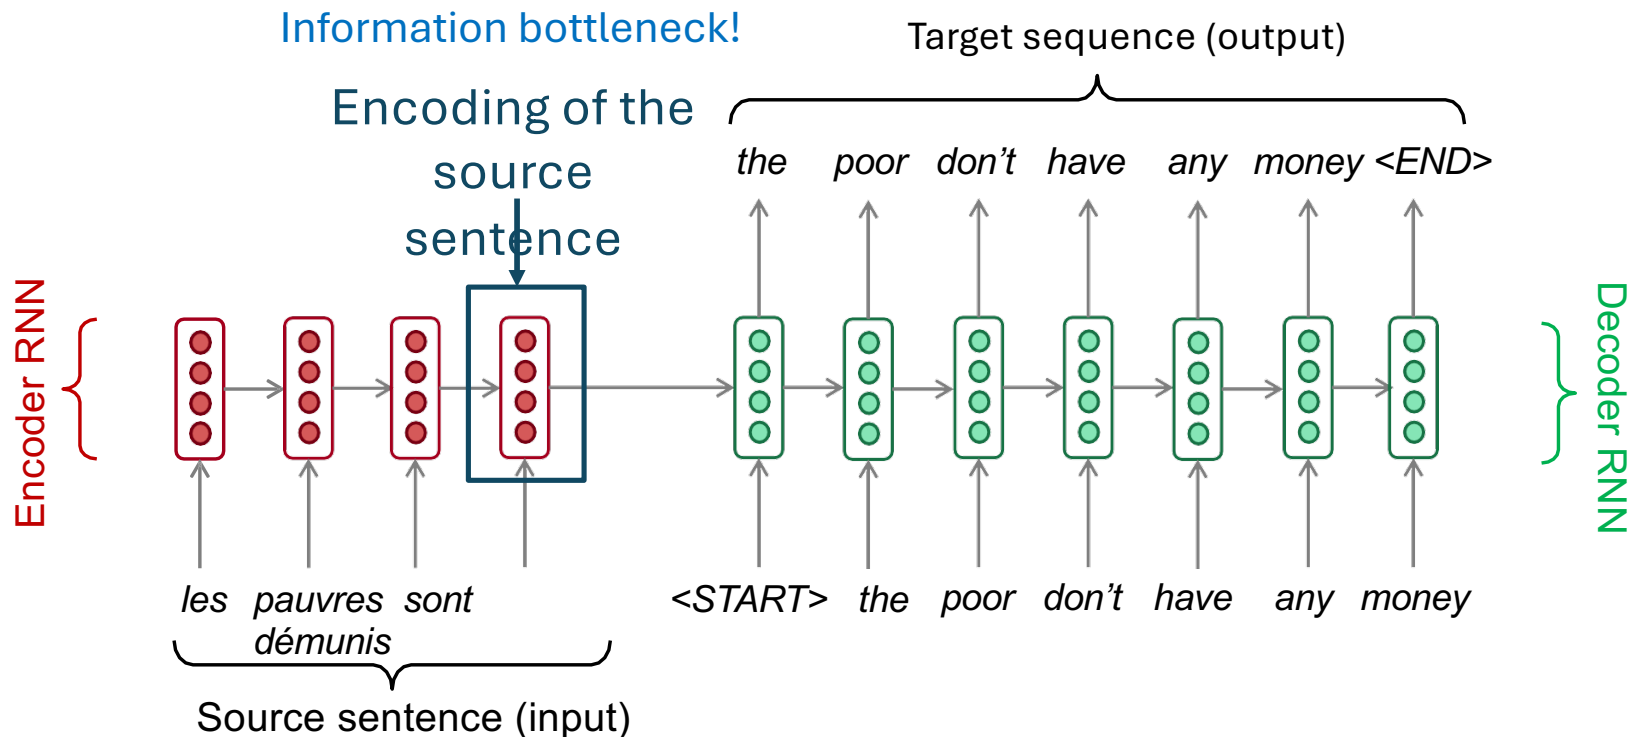 Information bottleneck!
Target sequence (output)
Encoding of the
source
sentence
the poor don't have any money <END>
Encoder RNN
Decoder RNN
les pauvres sont
démunis
<START> the poor don't have any money
Source sentence (input)